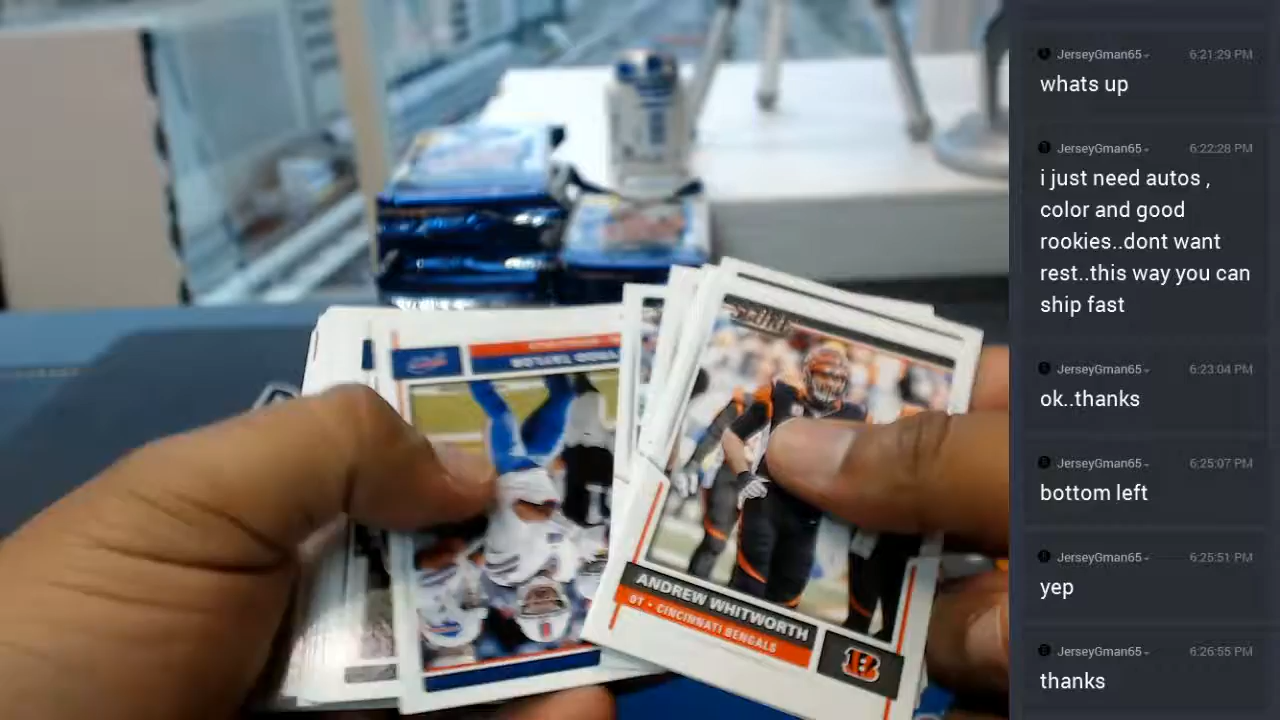 SCORE
TYROD TAYLOR
ANDREW WHITWORTH
OT • CINCINNATI BENGALS
JerseyGman65 6:21:29 PM
whats up
JerseyGman65 6:22:28 PM
i just need autos ,
color and good
rookies..dont want
rest..this way you can
ship fast
JerseyGman65 6:23:04 PM
ok..thanks
JerseyGman65 6:25:07 PM
bottom left
JerseyGman65 6:25:51 PM
yep
JerseyGman65 6:26:55 PM
thanks